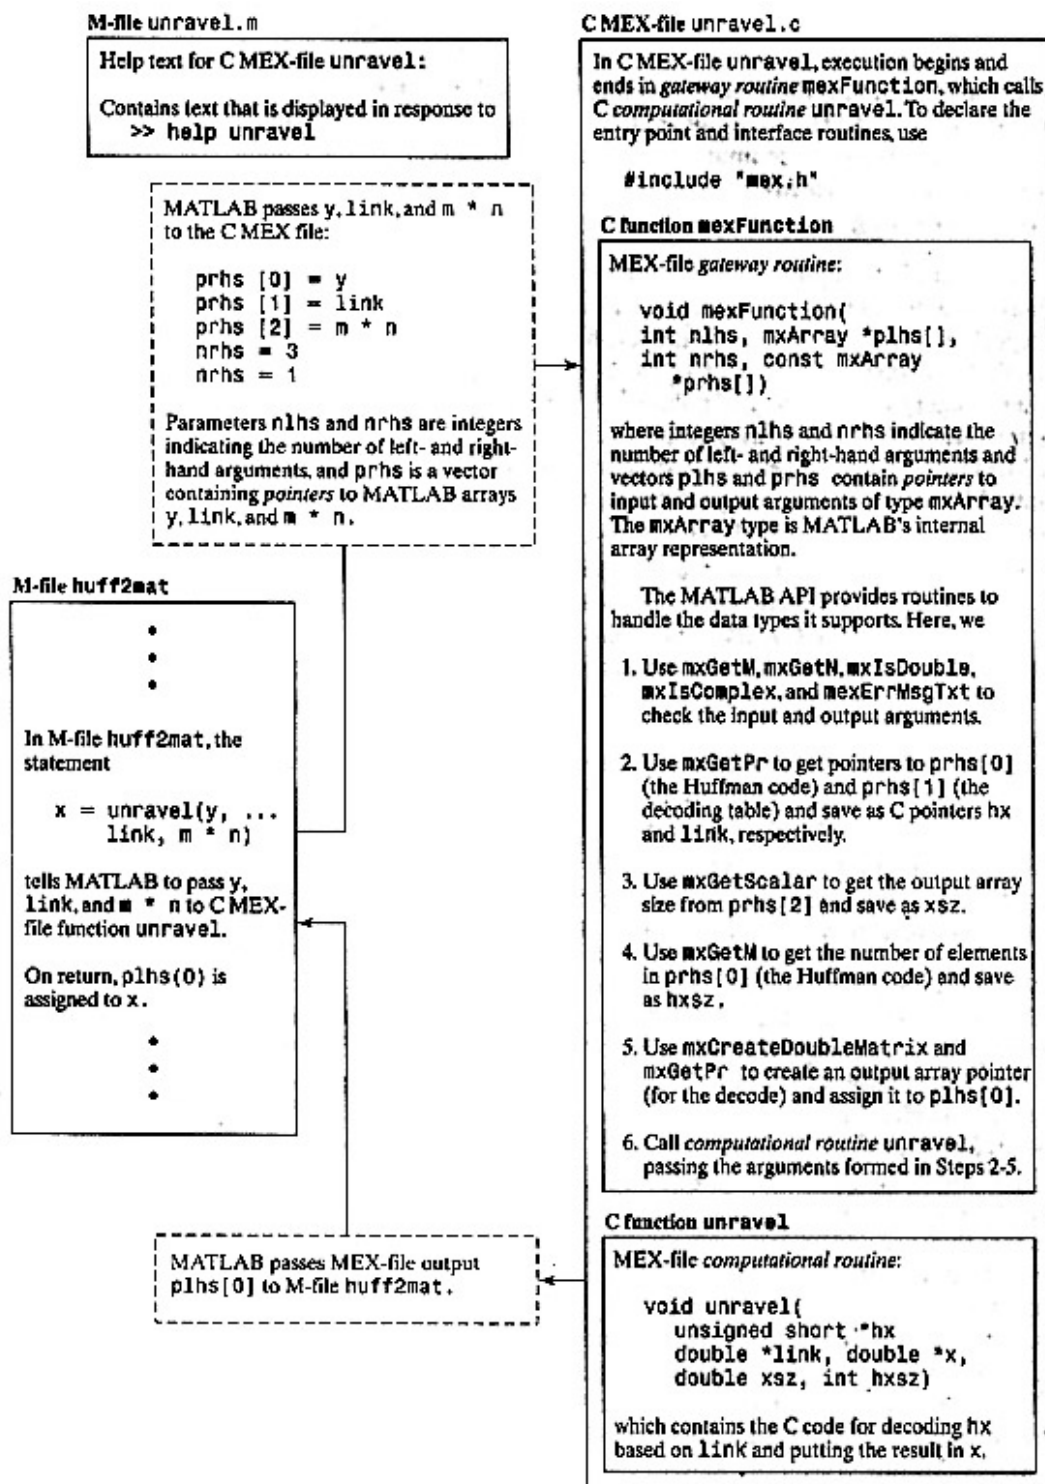 M-file unravel.m
Help text for C MEX-file unravel:
Contains text that is displayed in response to
>> help unravel
MATLAB passes y, link, and m * n
to the C MEX file:
prhs [0] = y
prhs [1] = link
prhs [2] = m * n
nrhs = 3
nrhs = 1
Parameters nlhs and nrhs are integers
indicating the number of left- and right-
hand arguments, and prhs is a vector
containing pointers to MATLAB arrays
y, link, and m * n.
M-file huff2mat
•
•
•
In M-file huff2mat, the
statement
x = unravel(y, ...
link, m * n)
tells MATLAB to pass y,
link, and m * n to C MEX-
file function unravel.
On return, plhs(0) is
assigned to x.
•
•
•
MATLAB passes MEX-file output
plhs[0] to M-file huff2mat.
C MEX-file unravel.c
In C MEX-file unravel, execution begins and
ends in gateway routine mexFunction, which calls
C computational routine unravel. To declare the
entry point and interface routines, use
#include "mex.h"
C function mexFunction
MEX-file gateway routine:
void mexFunction(
int nlhs, mxArray *plhs[],
int nrhs, const mxArray
*prhs[])
where integers nlhs and nrhs indicate the
number of left- and right-hand arguments and
vectors plhs and prhs contain pointers to
input and output arguments of type mxArray.
The mxArray type is MATLAB's internal
array representation.
The MATLAB API provides routines to
handle the data types it supports. Here, we
1. Use mxGetM, mxGetN, mxIsDouble,
mxIsComplex, and mexErrMsgTxt to
check the input and output arguments.
2. Use mxGetPr to get pointers to prhs[0]
(the Huffman code) and prhs[1] (the
decoding table) and save as C pointers hx
and link, respectively.
3. Use mxGetScalar to get the output array
size from prhs[2] and save as xsz.
4. Use mxGetM to get the number of elements
in prhs[0] (the Huffman code) and save
as hxsz.
5. Use mxCreateDoubleMatrix and
mxGetPr to create an output array pointer
(for the decode) and assign it to plhs[0].
6. Call computational routine unravel,
passing the arguments formed in Steps 2-5.
C function unravel
MEX-file computational routine:
void unravel(
unsigned short *hx
double *link, double *x,
double xsz, int hxsz)
which contains the C code for decoding hx
based on link and putting the result in x.